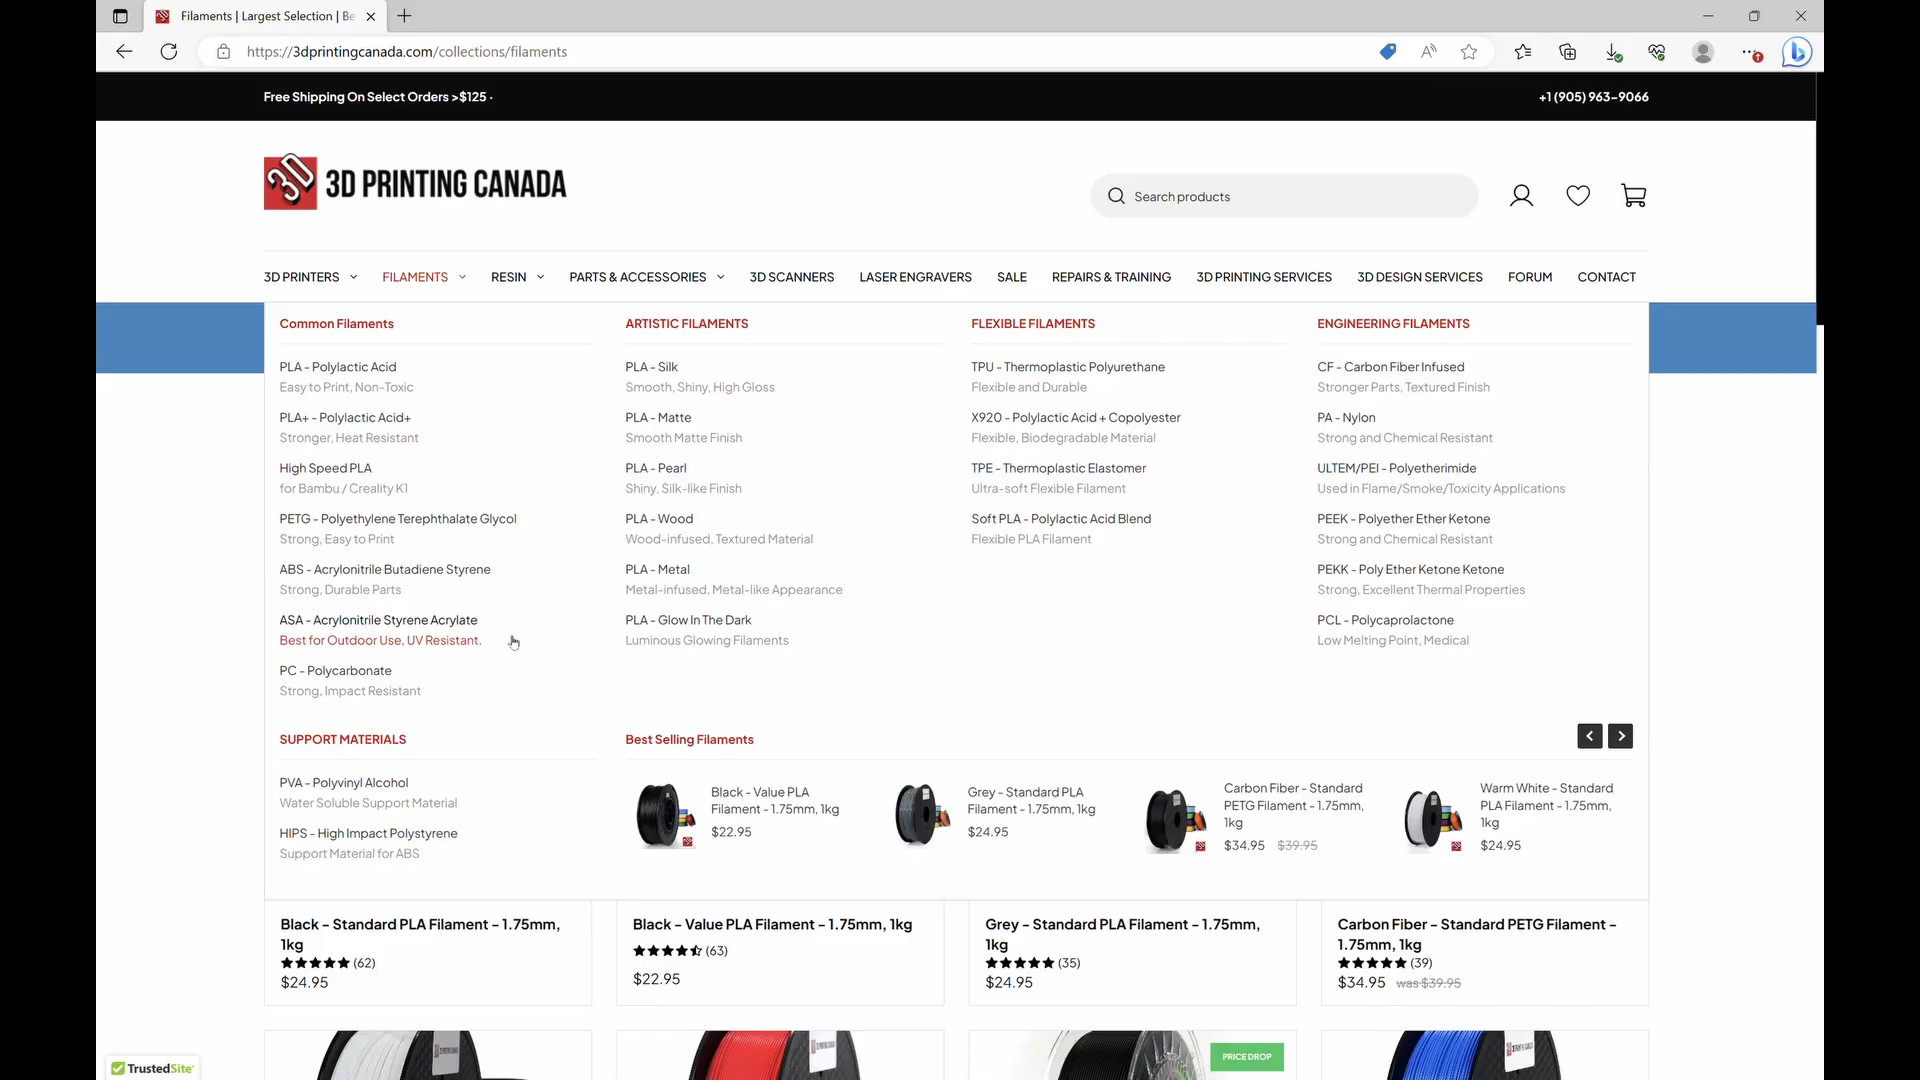 Filaments | Largest Selection | Be
https://3dprintingcanada.com/collections/filaments
Free Shipping On Select Orders >$125 ·
+1 (905) 963-9066
3D 3D PRINTING CANADA
Search products
3D PRINTERS FILAMENTS RESIN PARTS & ACCESSORIES 3D SCANNERS LASER ENGRAVERS SALE REPAIRS & TRAINING 3D PRINTING SERVICES 3D DESIGN SERVICES FORUM CONTACT
Common Filaments
PLA - Polylactic Acid
Easy to Print, Non-Toxic
PLA+ - Polylactic Acid+
Stronger, Heat Resistant
High Speed PLA
for Bambu / Creality K1
PETG - Polyethylene Terephthalate Glycol
Strong, Easy to Print
ABS - Acrylonitrile Butadiene Styrene
Strong, Durable Parts
ASA - Acrylonitrile Styrene Acrylate
Best for Outdoor Use, UV Resistant.
PC - Polycarbonate
Strong, Impact Resistant
ARTISTIC FILAMENTS
PLA - Silk
Smooth, Shiny, High Gloss
PLA - Matte
Smooth Matte Finish
PLA - Pearl
Shiny, Silk-like Finish
PLA - Wood
Wood-infused, Textured Material
PLA - Metal
Metal-infused, Metal-like Appearance
PLA - Glow In The Dark
Luminous Glowing Filaments
FLEXIBLE FILAMENTS
TPU - Thermoplastic Polyurethane
Flexible and Durable
X920 - Polylactic Acid + Copolyester
Flexible, Biodegradable Material
TPE - Thermoplastic Elastomer
Ultra-soft Flexible Filament
Soft PLA - Polylactic Acid Blend
Flexible PLA Filament
ENGINEERING FILAMENTS
CF - Carbon Fiber Infused
Stronger Parts, Textured Finish
PA - Nylon
Strong and Chemical Resistant
ULTEM/PEI - Polyetherimide
Used in Flame/Smoke/Toxicity Applications
PEEK - Polyether Ether Ketone
Strong and Chemical Resistant
PEKK - Poly Ether Ketone Ketone
Strong, Excellent Thermal Properties
PCL - Polycaprolactone
Low Melting Point, Medical
SUPPORT MATERIALS
PVA - Polyvinyl Alcohol
Water Soluble Support Material
HIPS - High Impact Polystyrene
Support Material for ABS
Best Selling Filaments
Black - Value PLA
Filament - 1.75mm, 1kg
$22.95
Grey - Standard PLA
Filament - 1.75mm, 1kg
$24.95
Carbon Fiber - Standard
PETG Filament - 1.75mm,
1kg
$34.95 $39.95
Warm White - Standard
PLA Filament - 1.75mm,
1kg
$24.95
Black – Standard PLA Filament – 1.75mm,
1kg
(62)
$24.95
Black – Value PLA Filament – 1.75mm, 1kg
(63)
$22.95
Grey – Standard PLA Filament – 1.75mm,
1kg
(35)
$24.95
Carbon Fiber – Standard PETG Filament –
1.75mm, 1kg
(39)
$34.95 was $39.95
PRICE DROP
3D PRINTING CANADA
TrustedSite